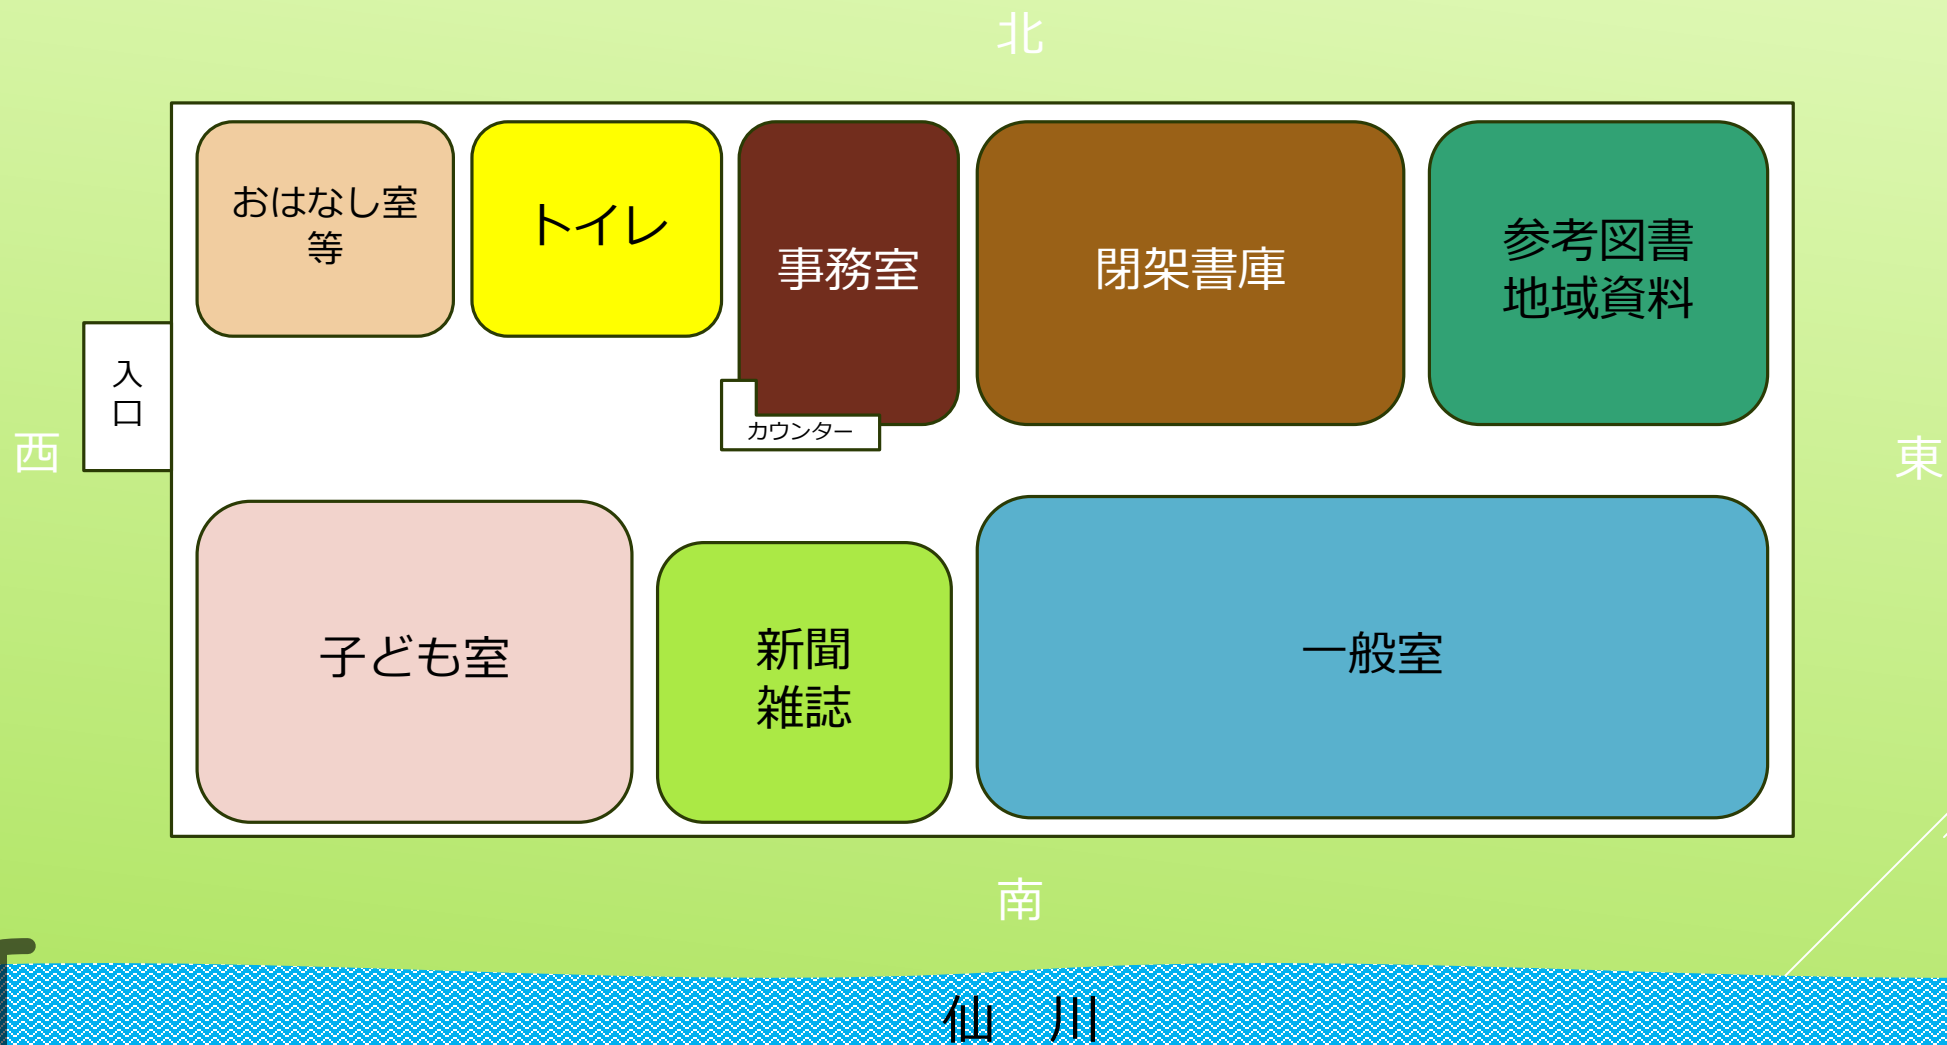 北
おはなし室
等
トイレ
事務室
閉架書庫
参考図書
地域資料
入
口
カウンター
西
東
子ども室
新聞
雑誌
一般室
南
仙　川